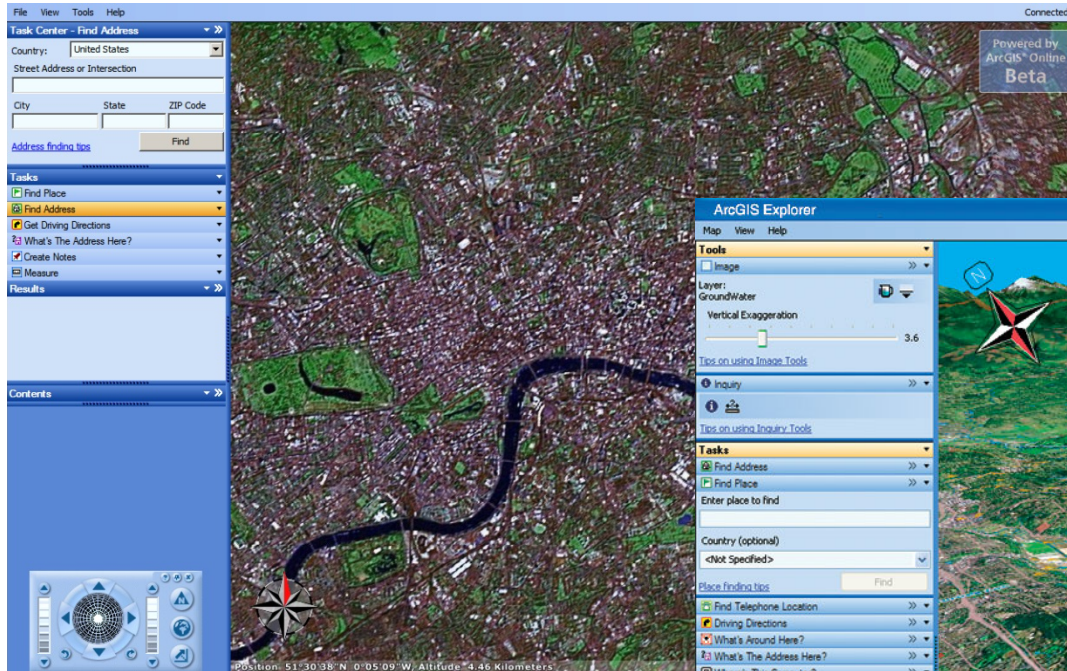 File View Tools Help
Connected
Task Center - Find Address
Country: United States
Street Address or Intersection
City State ZIP Code
Address finding tips Find
Tasks
Find Place
Find Address
Get Driving Directions
What's The Address Here?
Create Notes
Measure
Results
Contents
Powered by
ArcGIS® Online
Beta
Position 51°30'38"N 0°05'09"W, Altitude 4.46 Kilometers
ArcGIS Explorer
Map View Help
Tools
Image
Layer:
GroundWater
Vertical Exaggeration
3.6
Tips on using Image Tools
Inquiry
Tips on using Inquiry Tools
Tasks
Find Address
Find Place
Enter place to find
Country (optional)
<Not Specified>
Place finding tips Find
Find Telephone Location
Driving Directions
What's Around Here?
What's The Address Here?
N